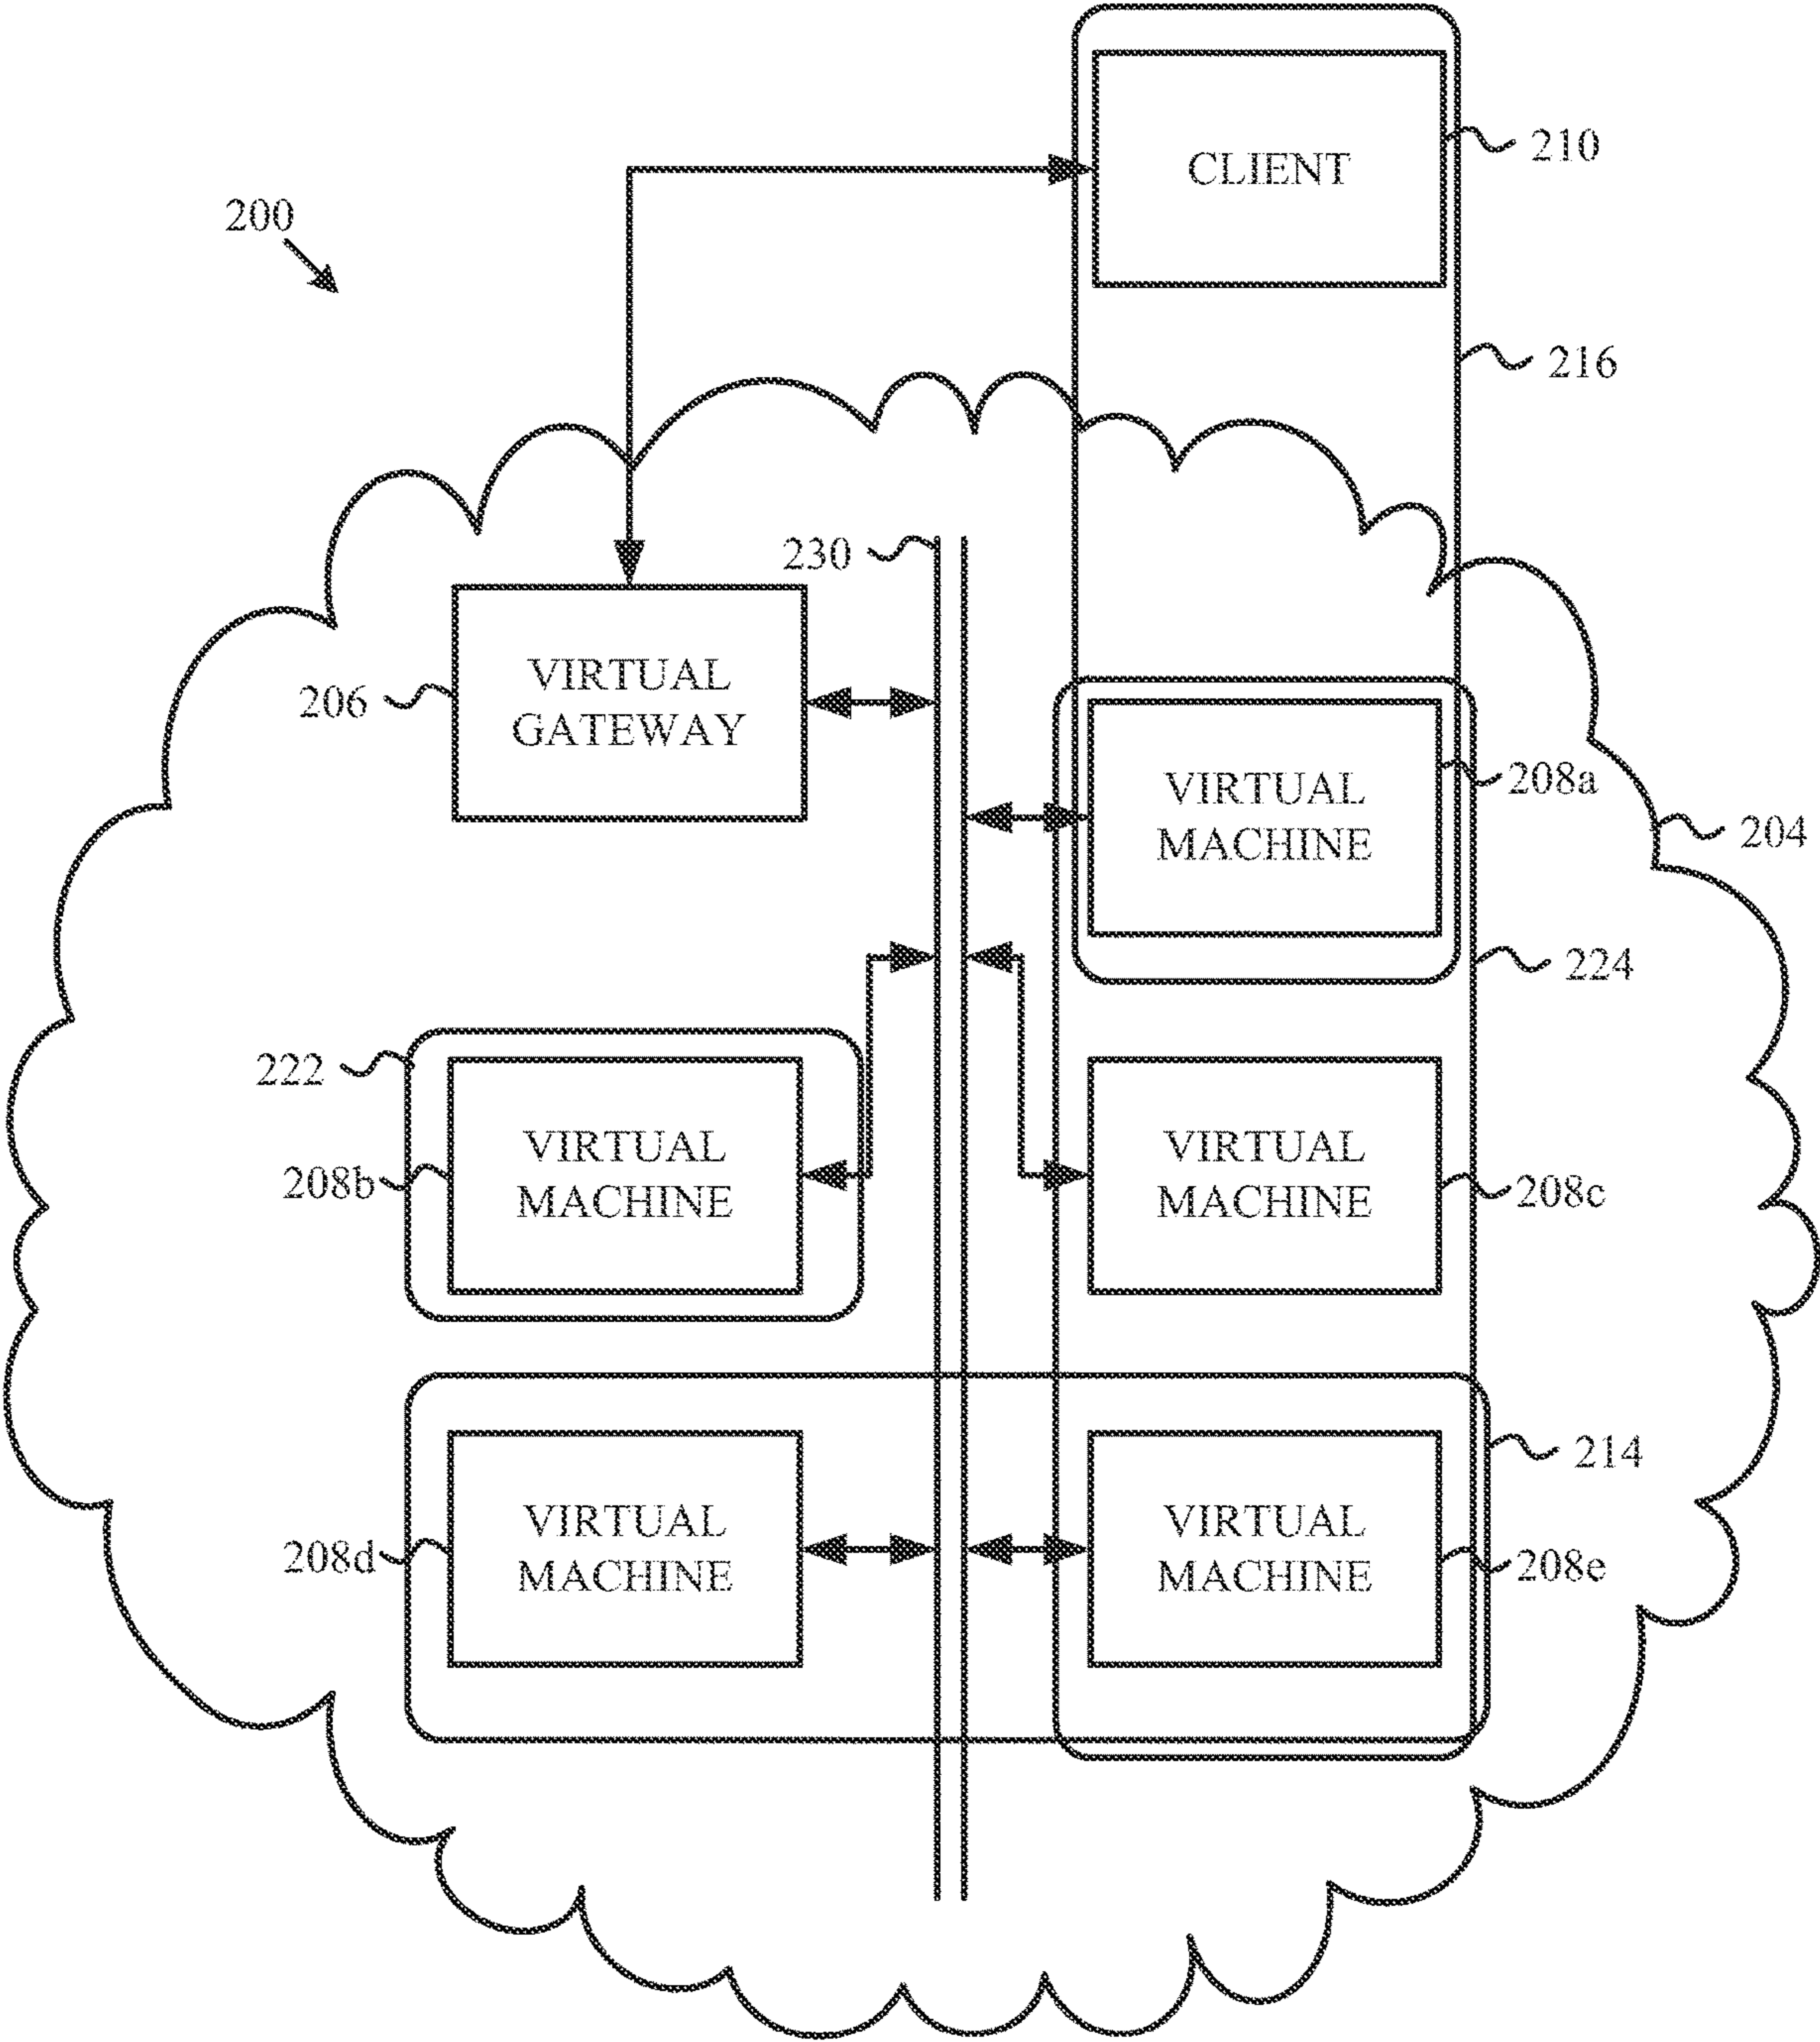 CLIENT
210
200
216
230
VIRTUAL
GATEWAY
206
VIRTUAL
MACHINE
208a
204
224
222
VIRTUAL
MACHINE
208b
VIRTUAL
MACHINE
208c
214
VIRTUAL
MACHINE
208d
VIRTUAL
MACHINE
208e